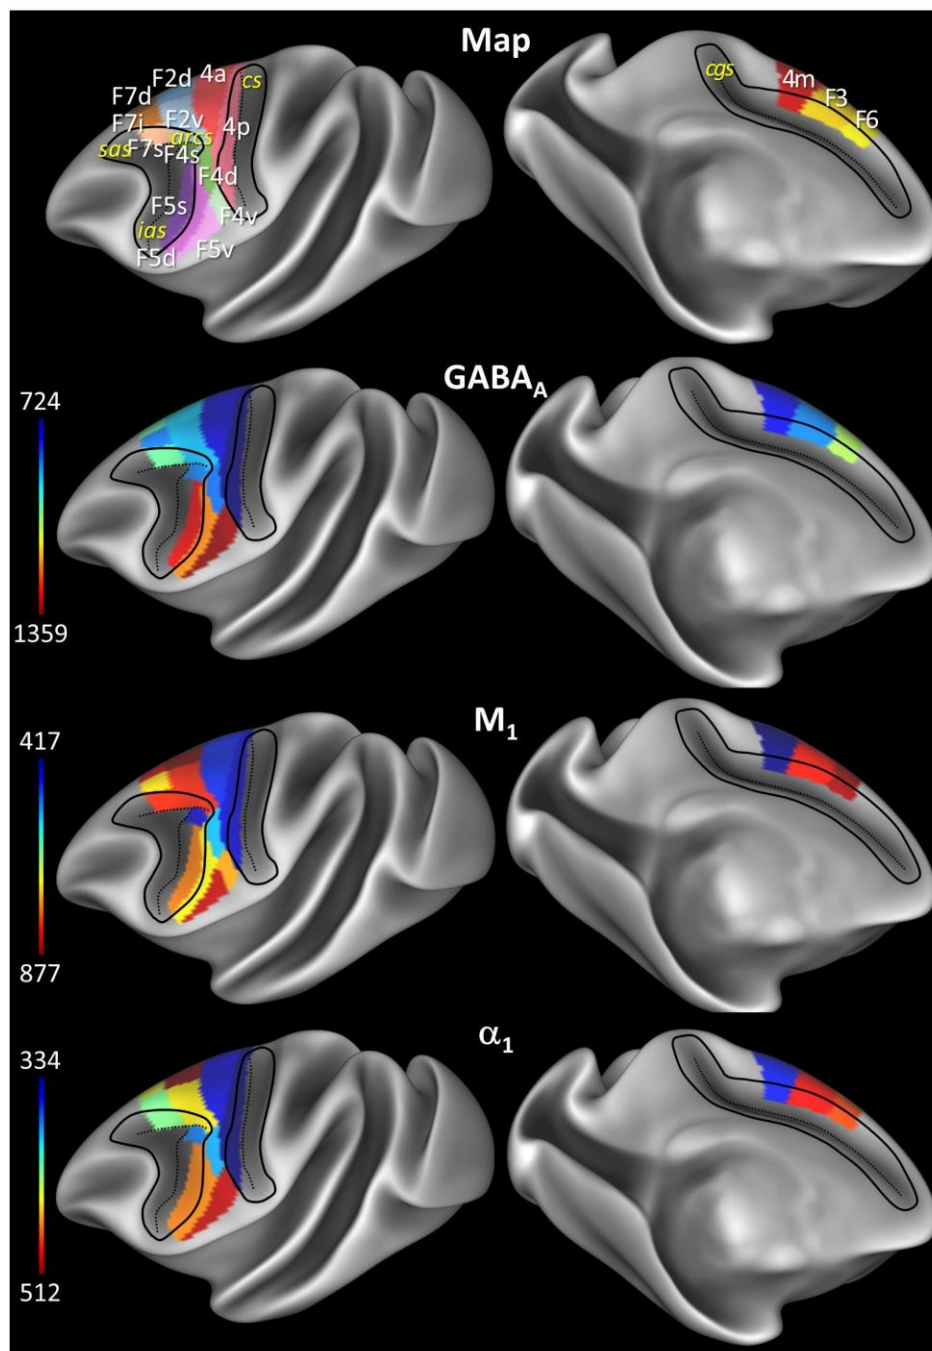 Map
F2d 4a cs
F7d
F7i F2v arcs 4p
sas F7s F4s
F4d
F5s F4v
ias
F5d F5v
cgs 4m
F3
F6
GABAA
724
1359
M1
417
877
α1
334
512